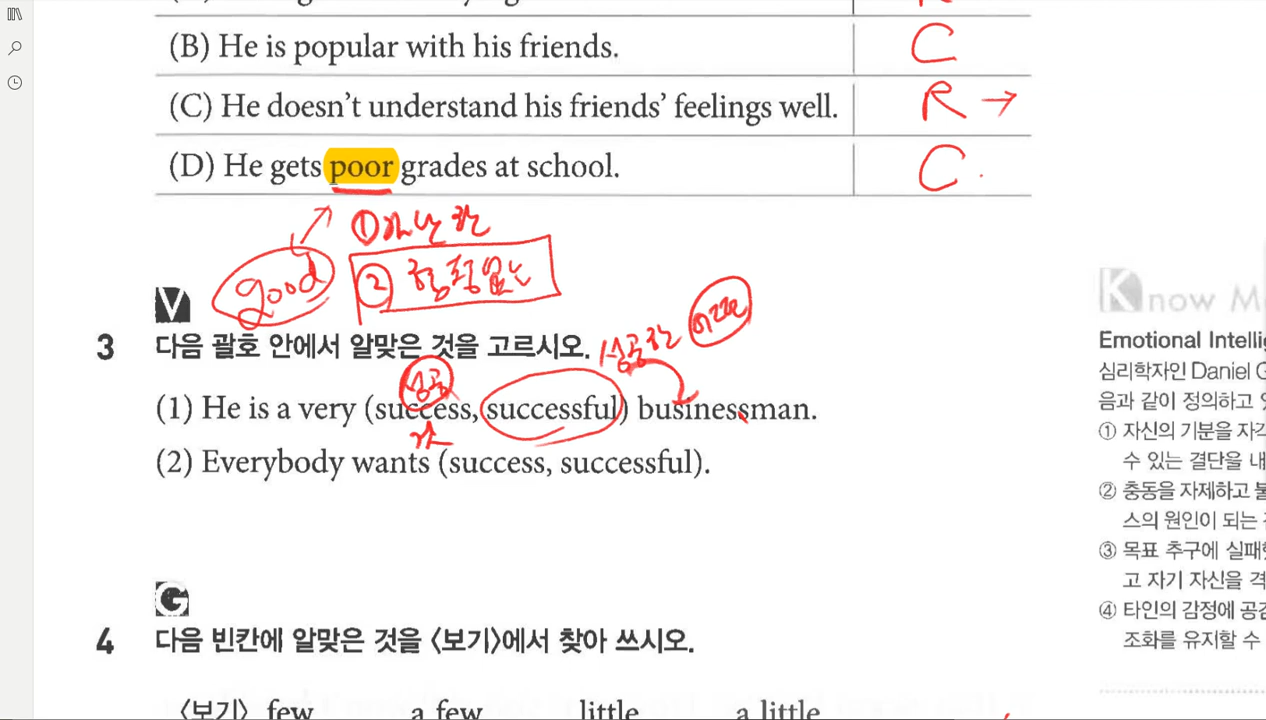 (B) He is popular with his friends. C
(C) He doesn't understand his friends' feelings well. R →
(D) He gets poor grades at school. C
① 가난한
good ② 형편없는
V
3 다음 괄호 안에서 알맞은 것을 고르시오.
성공 성공한
(1) He is a very (success, successful) businessman.
(2) Everybody wants (success, successful).
G
4 다음 빈칸에 알맞은 것을 〈보기〉에서 찾아 쓰시오.
〈보기〉 few a few little a little
Know M
Emotional Intelli
심리학자인 Daniel G
음과 같이 정의하고 있
① 자신의 기분을 자각
수 있는 결단을 내
② 충동을 자제하고 불
스의 원인이 되는
③ 목표 추구에 실패했
고 자기 자신을 격
④ 타인의 감정에 공감
조화를 유지할 수